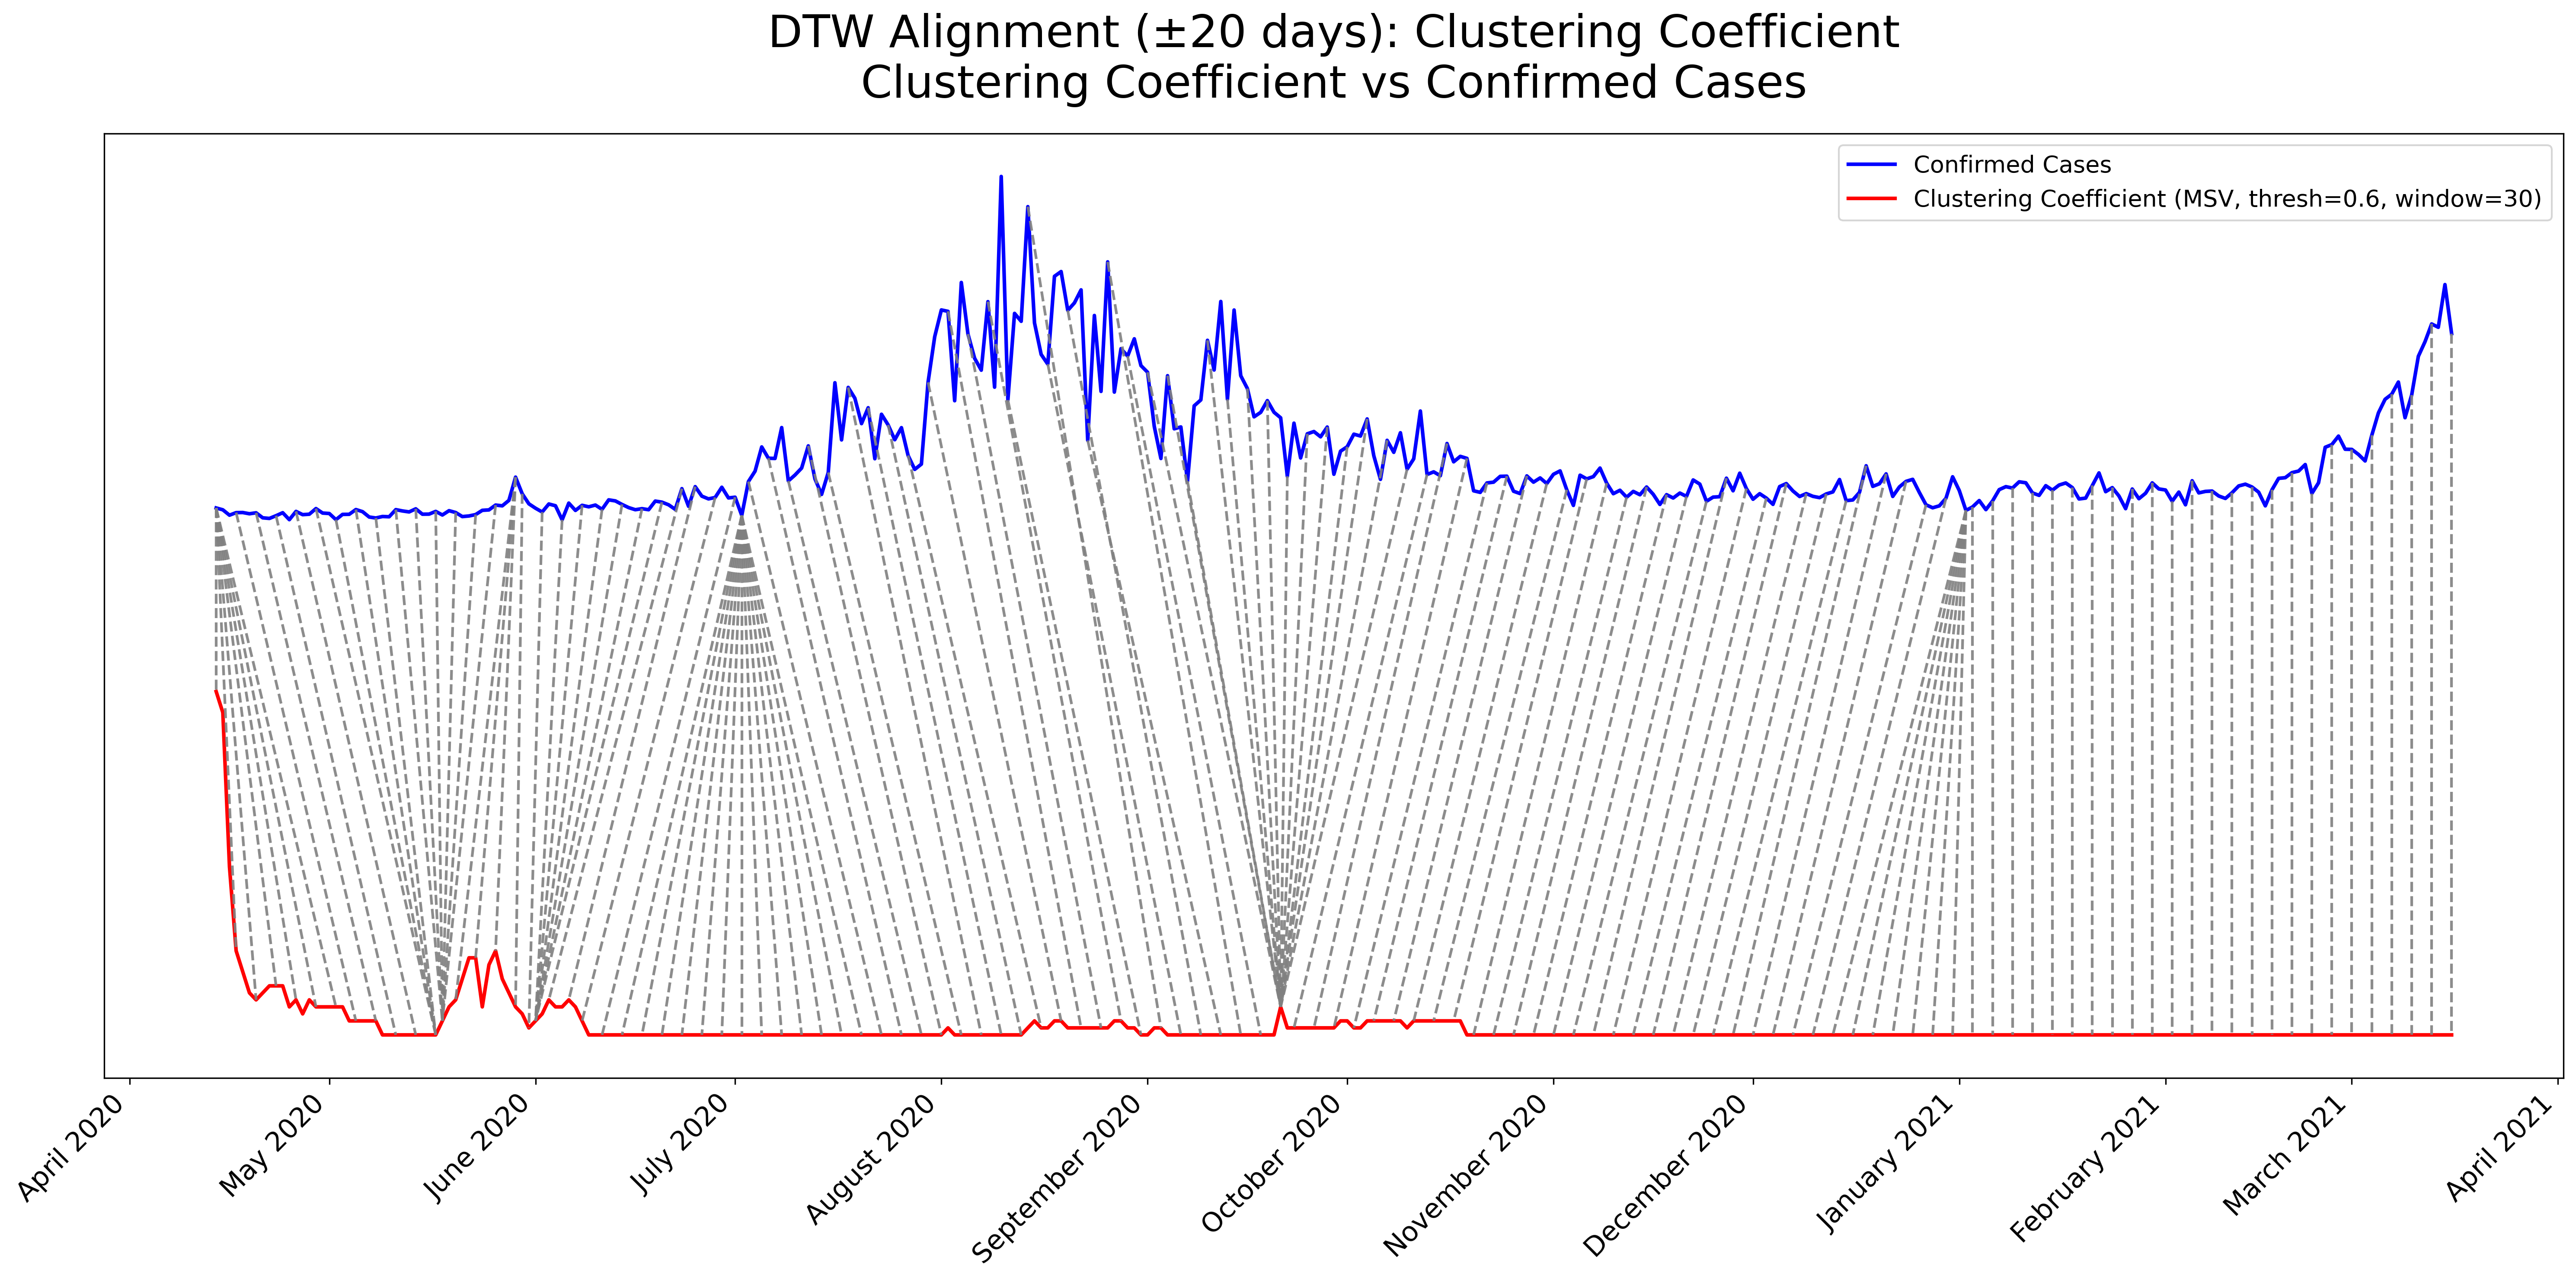 DTW Alignment (±20 days): Clustering Coefficient
Clustering Coefficient vs Confirmed Cases
Confirmed Cases
Clustering Coefficient (MSV, thresh=0.6, window=30)
April 2020
May 2020
June 2020
July 2020
August 2020
September 2020
October 2020
November 2020
December 2020
January 2021
February 2021
March 2021
April 2021